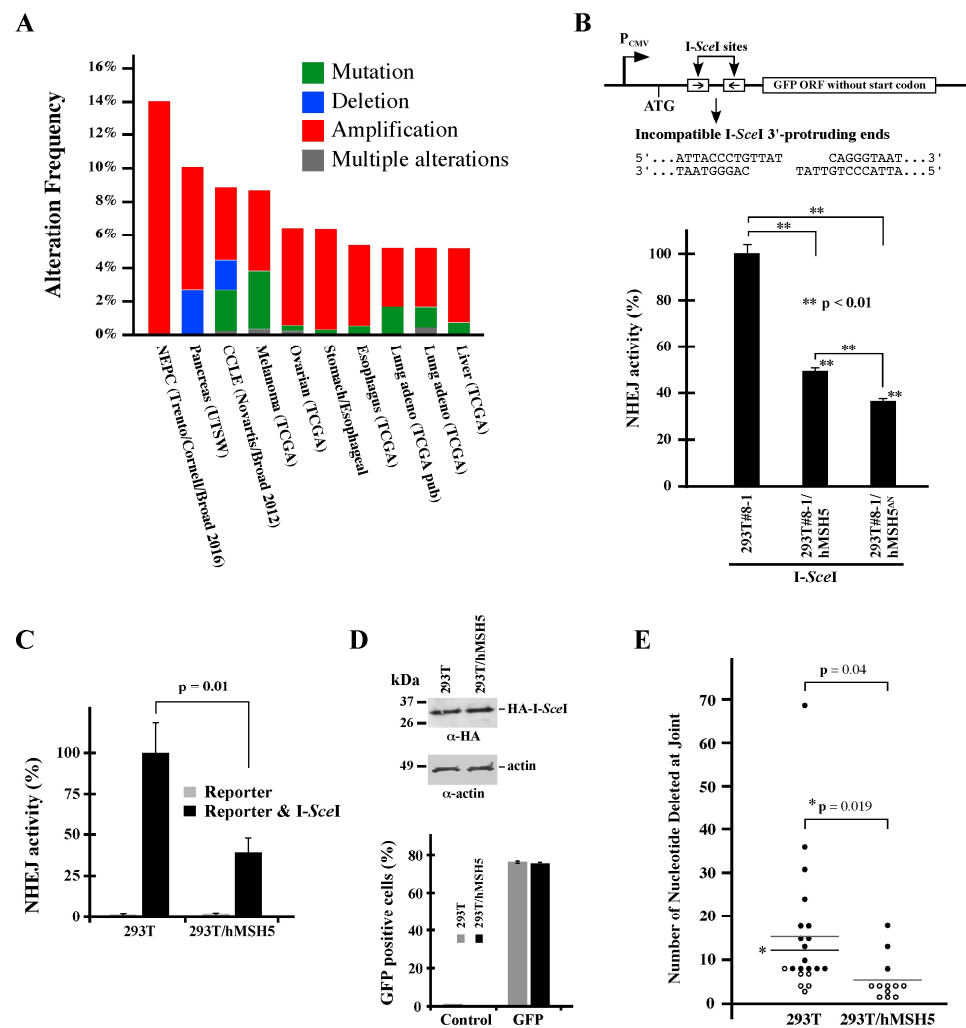 A
16%
14%
12%
10%
8%
6%
4%
2%
0%
Alteration Frequency
Mutation
Deletion
Amplification
Multiple alterations
NEPC (Trento/Cornell/Broad 2016)
Pancreas (UTSW)
CCLE (Novartis/Broad 2012)
Melanoma (TCGA)
Ovarian (TCGA)
Stomach/Esophageal
Esophagus (TCGA)
Lung adeno (TCGA pub)
Lung adeno (TCGA)
Liver (TCGA)
B
PCMV
I-SceI sites
ATG
GFP ORF without start codon
Incompatible I-SceI 3'-protruding ends
5'...ATTACCCTGTTAT CAGGGTAAT...3'
3'...TAATGGGAC TATTGTCCCATTA...5'
NHEJ activity (%)
100
80
60
40
20
0
**
**
** p < 0.01
**
**
**
293T#8-1
293T#8-1/
hMSH5
293T#8-1/
hMSH5ΔN
I-SceI
C
NHEJ activity (%)
100
75
50
25
0
p = 0.01
Reporter
Reporter & I-SceI
293T
293T/hMSH5
D
293T
293T/hMSH5
kDa
37
26
HA-I-SceI
α-HA
49
actin
α-actin
GFP positive cells (%)
80
60
40
20
0
293T
293T/hMSH5
Control
GFP
E
Number of Nucleotide Deleted at Joint
70
60
50
40
30
20
10
0
p = 0.04
* p = 0.019
*
293T
293T/hMSH5